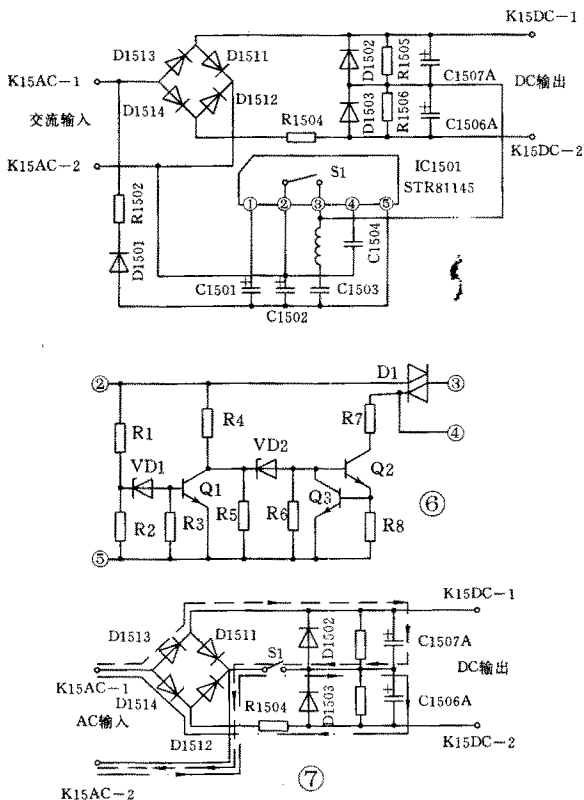 K15DC-1
D1513
D1511
D1502
R1505
C1507A
K15AC-1
DC输出
D1514
D1512
D1503
R1506
交流输入
C1506A
R1504
K15DC-2
K15AC-2
IC1501
S1
STR81145
① ② ③ ④ ⑤
R1502
C1504
D1501
C1501
C1503
C1502
D1
② ③
R4
R7
④
R1
VD1
VD2
Q1
Q2
Q3
R2
R3
R5
R6
R8
⑥
⑤
K15DC-1
D1513
D1511
D1502
C1507A
S1
K15AC-1
DC输出
D1514
AC输入
R1504
D1503
C1506A
D1512
K15DC-2
⑦
K15AC-2